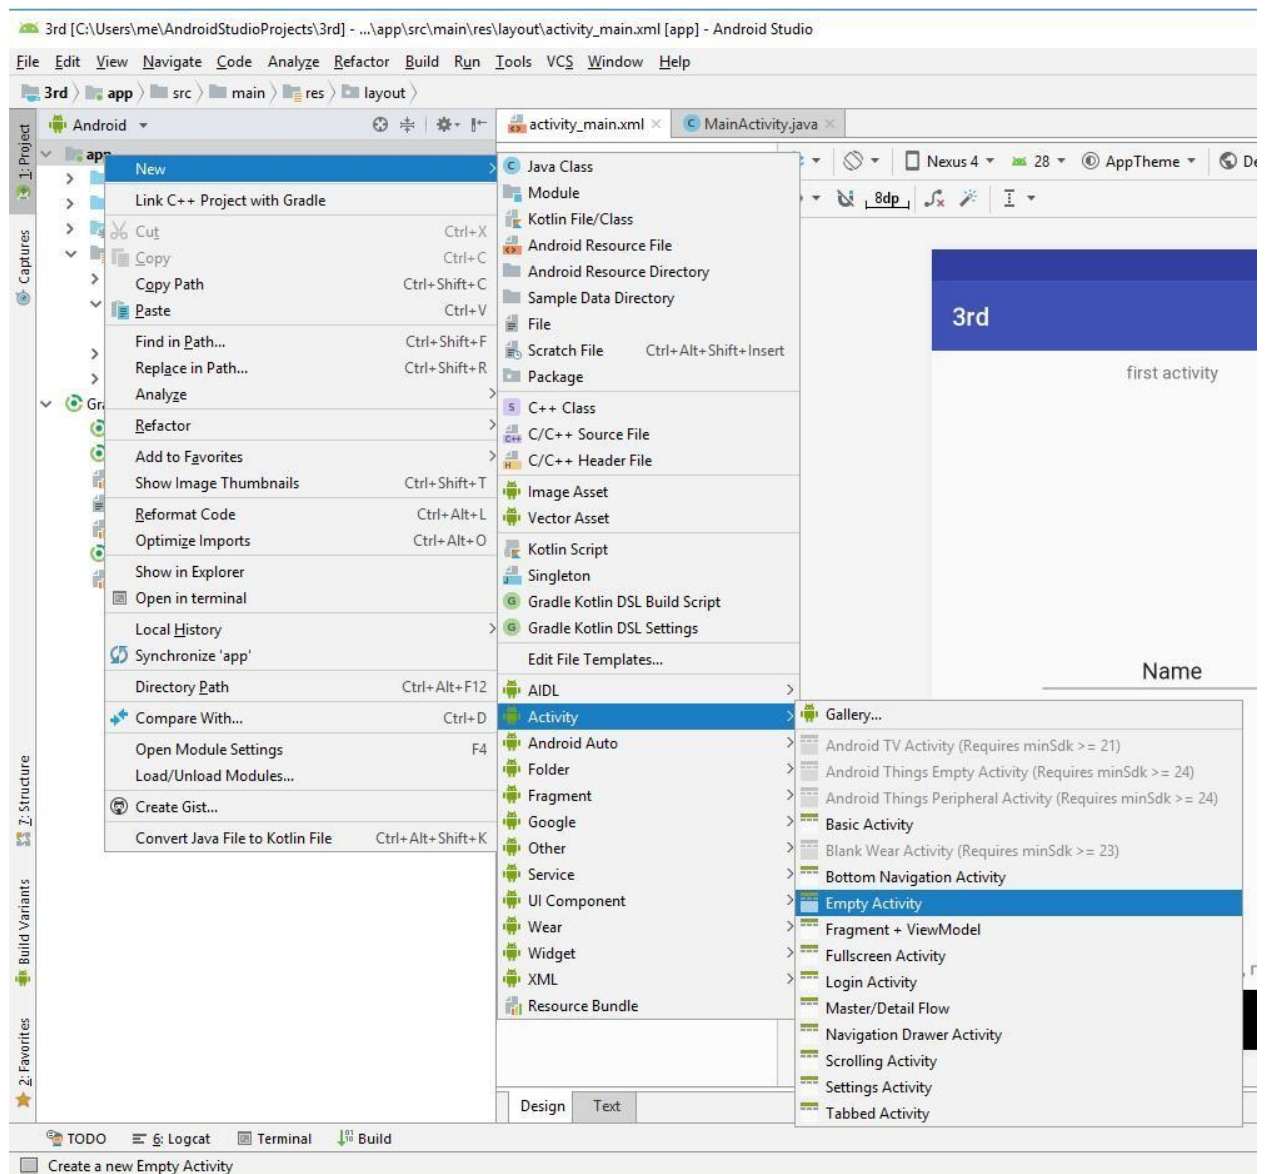 3rd [C:\Users\me\AndroidStudioProjects\3rd] - ...\app\src\main\res\layout\activity_main.xml [app] - Android Studio
File Edit View Navigate Code Analyze Refactor Build Run Tools VCS Window Help
3rd app src main res layout
1: Project
Captures
7: Structure
Build Variants
2: Favorites
Android
app
Gr
New
Link C++ Project with Gradle
Cut Ctrl+X
Copy Ctrl+C
Copy Path Ctrl+Shift+C
Paste Ctrl+V
Find in Path... Ctrl+Shift+F
Replace in Path... Ctrl+Shift+R
Analyze
Refactor
Add to Favorites
Show Image Thumbnails Ctrl+Shift+T
Reformat Code Ctrl+Alt+L
Optimize Imports Ctrl+Alt+O
Show in Explorer
Open in terminal
Local History
Synchronize 'app'
Directory Path Ctrl+Alt+F12
Compare With... Ctrl+D
Open Module Settings F4
Load/Unload Modules...
Create Gist...
Convert Java File to Kotlin File Ctrl+Alt+Shift+K
activity_main.xml MainActivity.java
Java Class
Module
Kotlin File/Class
Android Resource File
Android Resource Directory
Sample Data Directory
File
Scratch File Ctrl+Alt+Shift+Insert
Package
C++ Class
C/C++ Source File
C/C++ Header File
Image Asset
Vector Asset
Kotlin Script
Singleton
Gradle Kotlin DSL Build Script
Gradle Kotlin DSL Settings
Edit File Templates...
AIDL
Activity
Android Auto
Folder
Fragment
Google
Other
Service
UI Component
Wear
Widget
XML
Resource Bundle
Nexus 4 28 AppTheme De
8dp
3rd
first activity
Name
Gallery...
Android TV Activity (Requires minSdk >= 21)
Android Things Empty Activity (Requires minSdk >= 24)
Android Things Peripheral Activity (Requires minSdk >= 24)
Basic Activity
Blank Wear Activity (Requires minSdk >= 23)
Bottom Navigation Activity
Empty Activity
Fragment + ViewModel
Fullscreen Activity
Login Activity
Master/Detail Flow
Navigation Drawer Activity
Scrolling Activity
Settings Activity
Tabbed Activity
Design Text
TODO 6: Logcat Terminal Build
Create a new Empty Activity